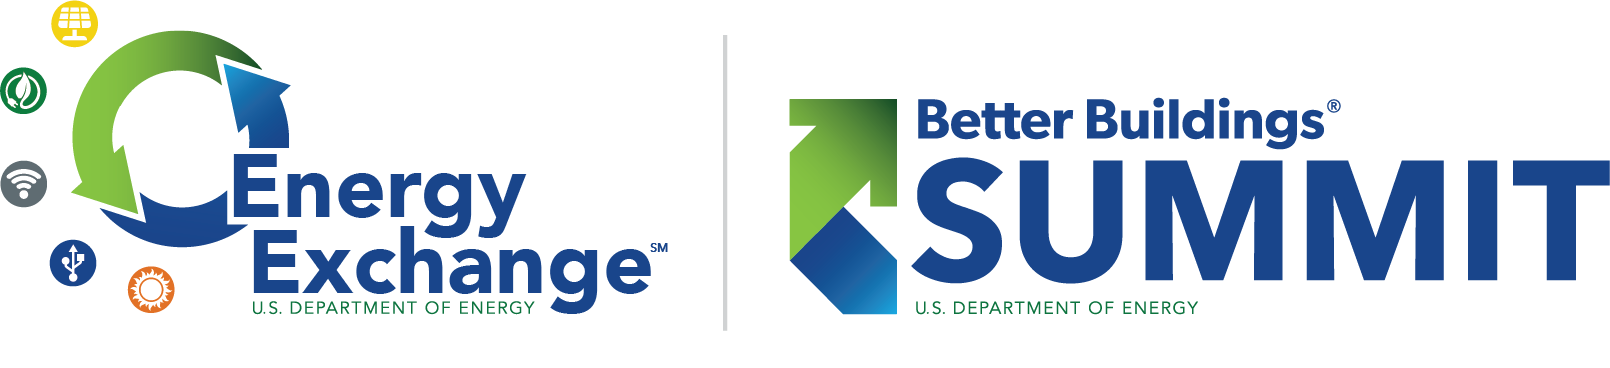 Energy
Exchange℠
U.S. DEPARTMENT OF ENERGY
Better Buildings®
SUMMIT
U.S. DEPARTMENT OF ENERGY